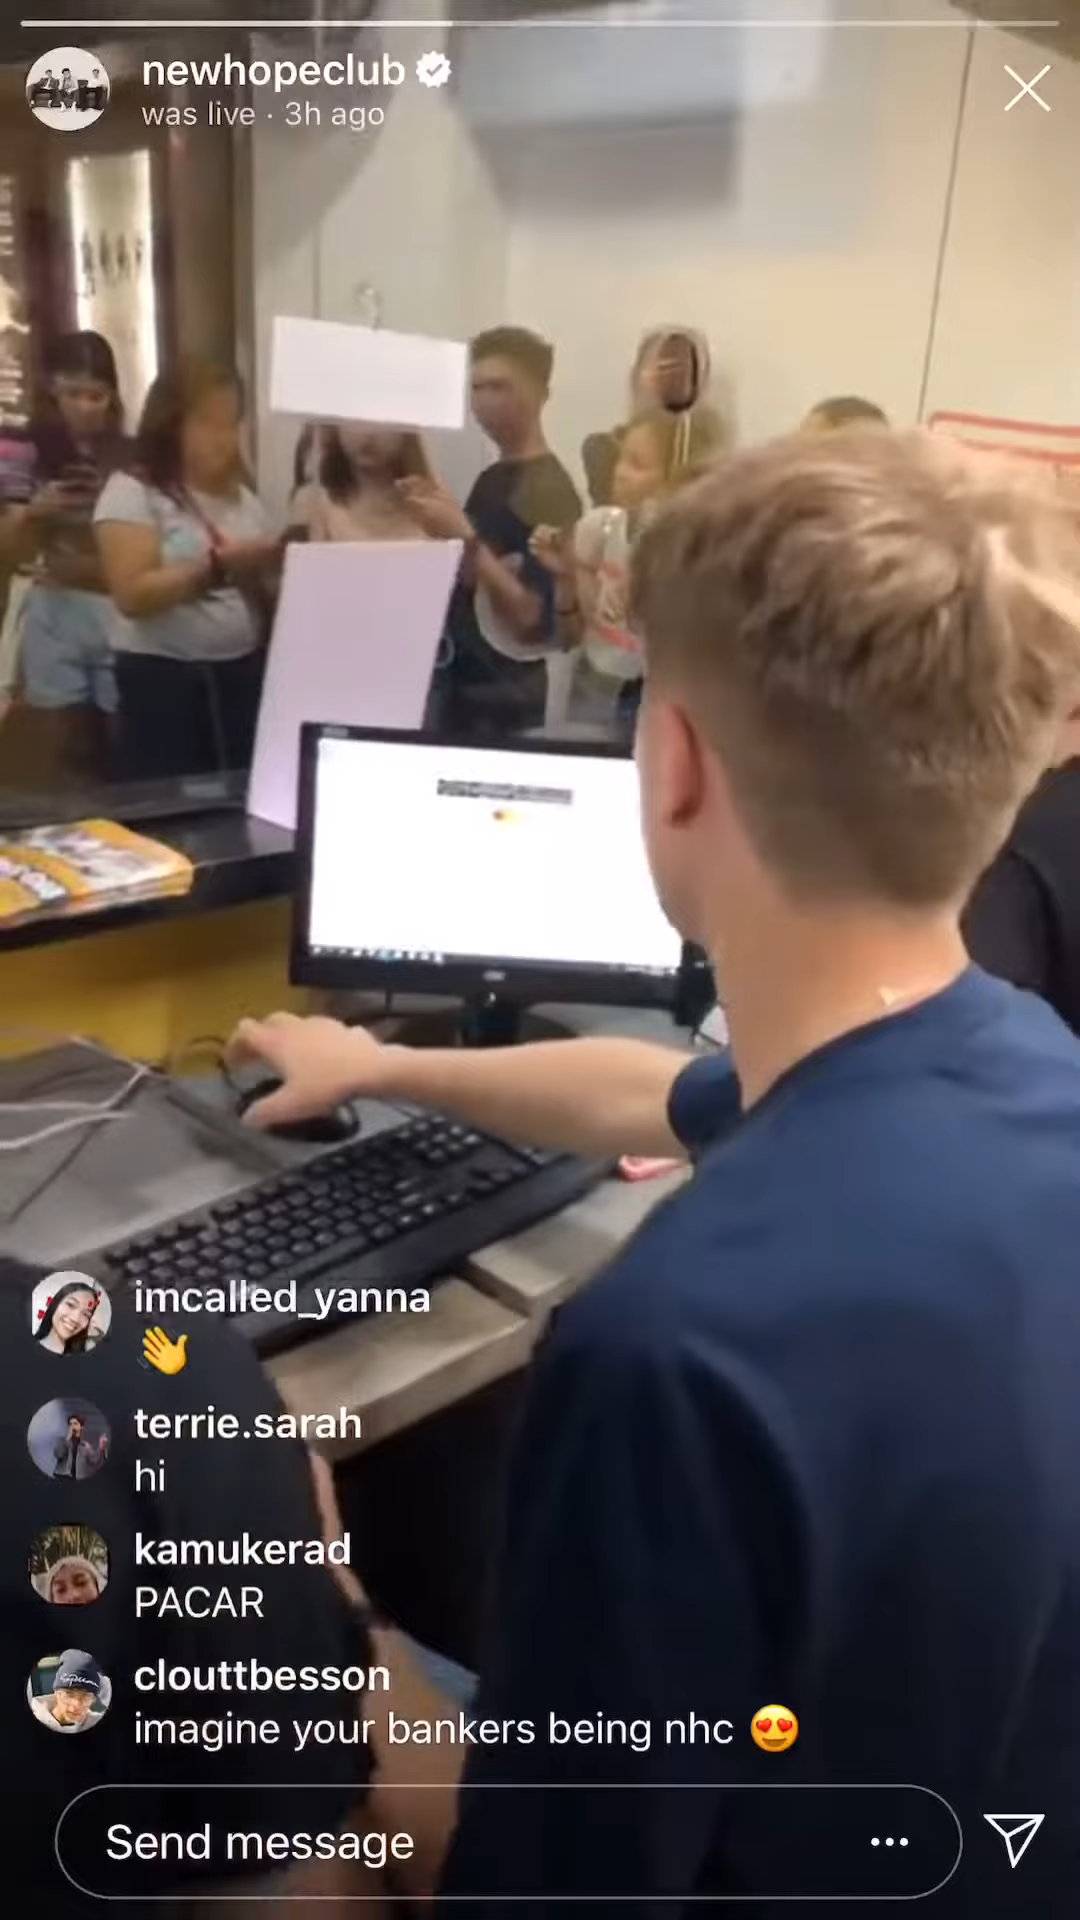 newhopeclub
was live · 3h ago
imcalled_yanna
👋
terrie.sarah
hi
kamukerad
PACAR
clouttbesson
imagine your bankers being nhc 😍
Send message